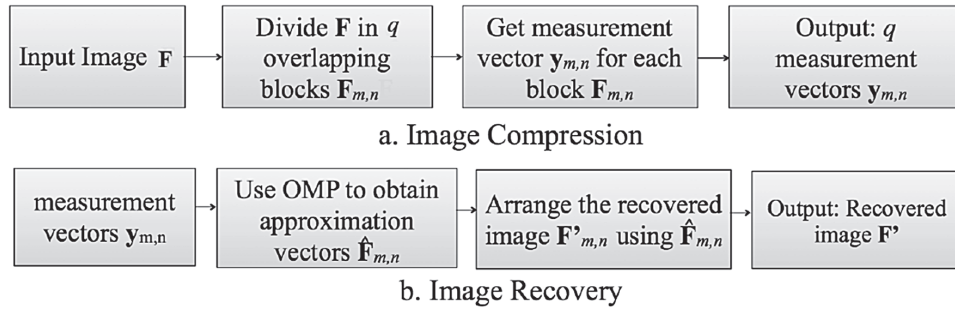 Input Image F
Divide F in q
overlapping
blocks Fm,n
Get measurement
vector ym,n for each
block Fm,n
Output: q
measurement
vectors ym,n
a. Image Compression
measurement
vectors ym,n
Use OMP to obtain
approximation
vectors F̂m,n
Arrange the recovered
image F'm,n using F̂m,n
Output: Recovered
image F'
b. Image Recovery